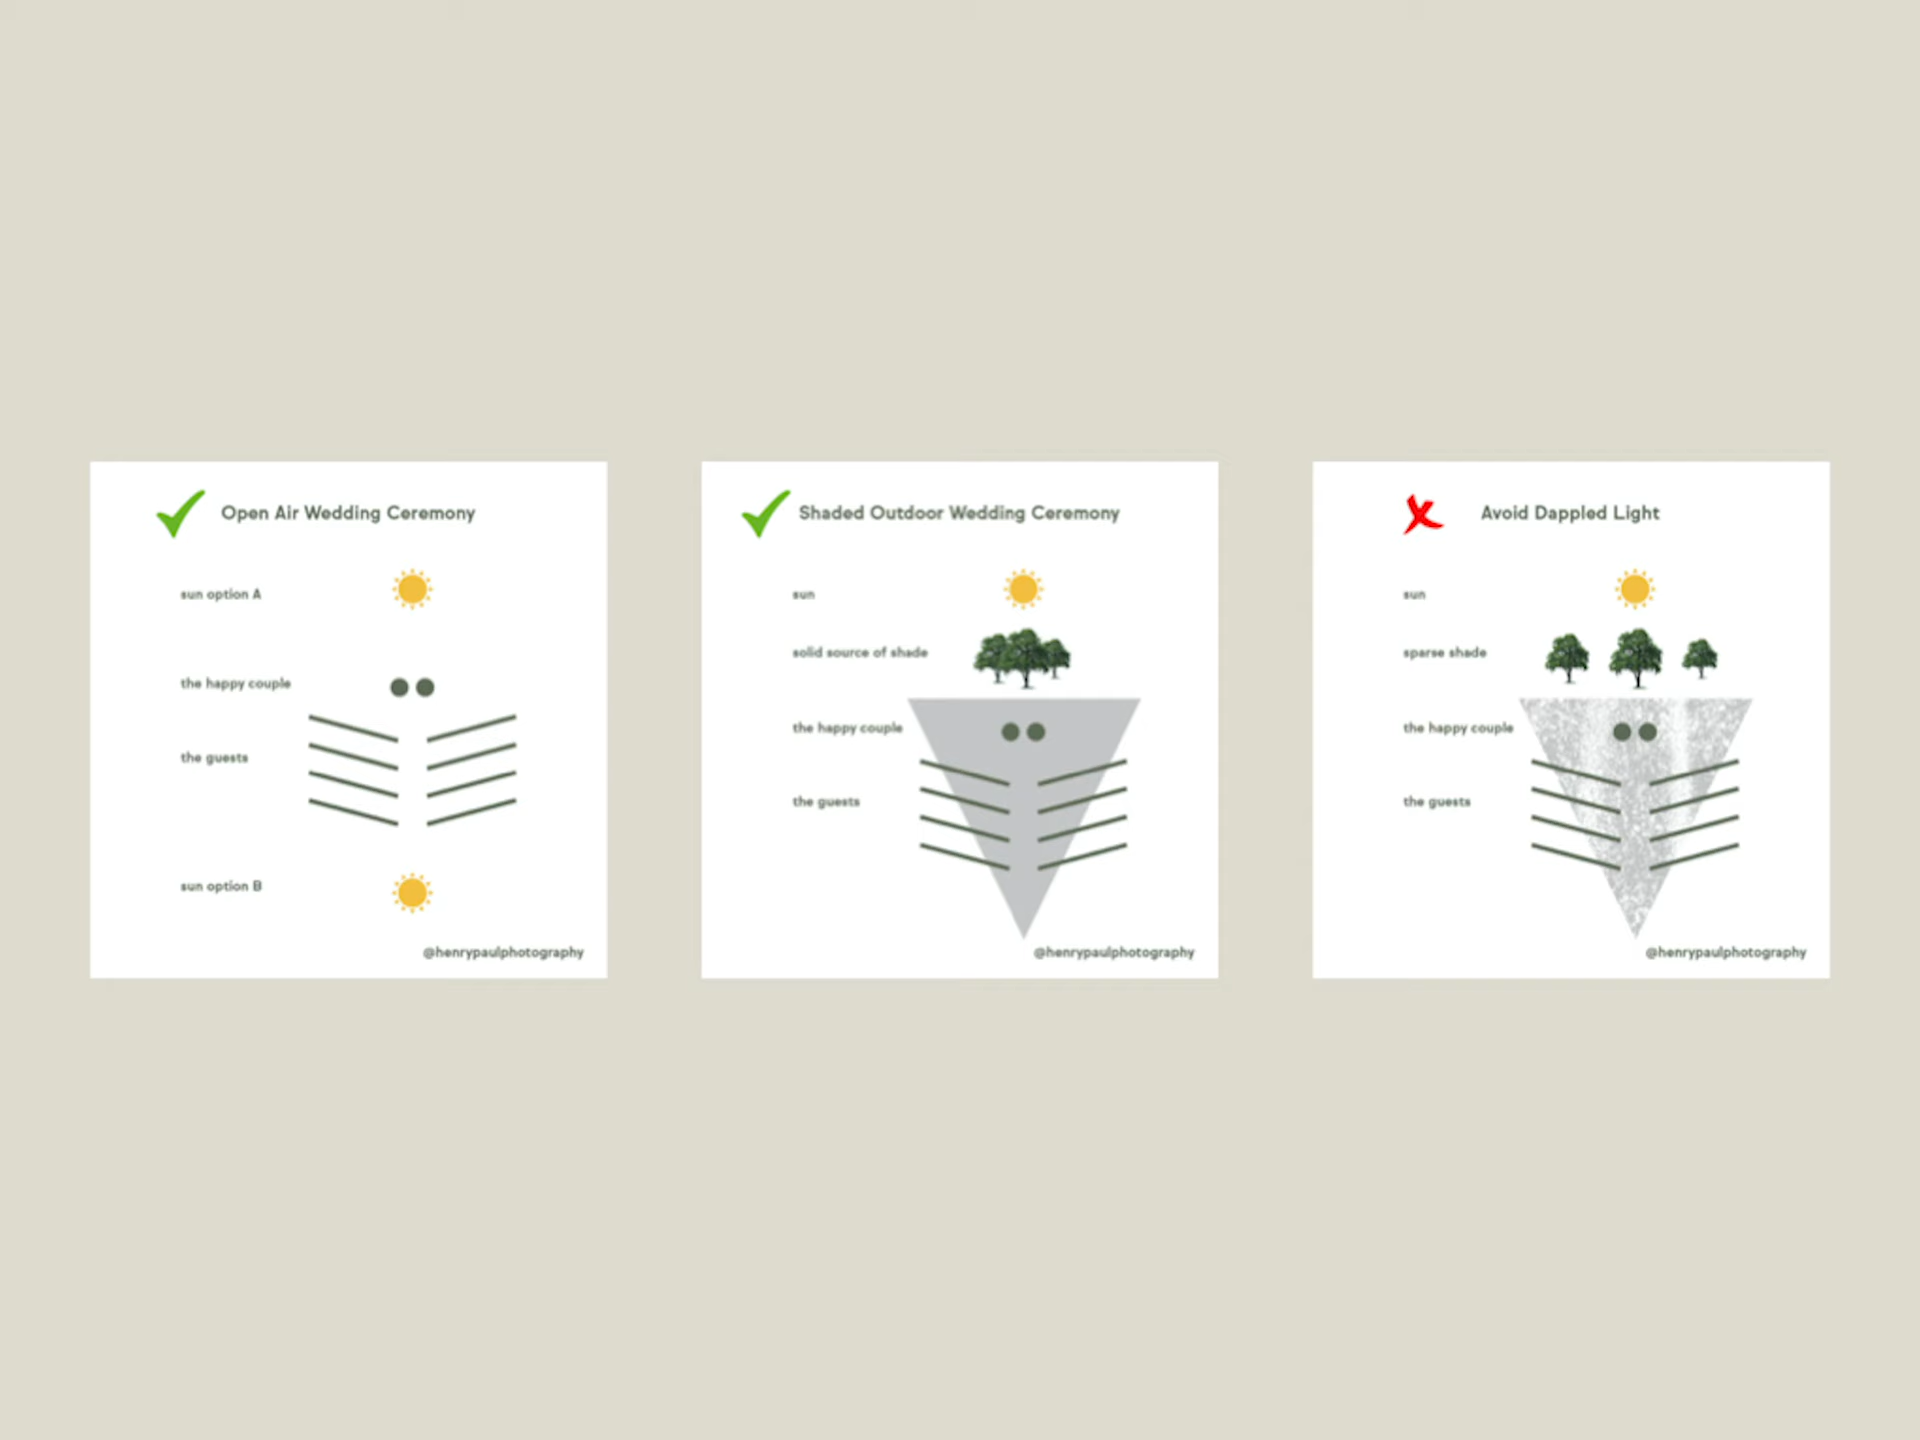 Open Air Wedding Ceremony
sun option A
the happy couple
the guests
sun option B
@henrypaulphotography
Shaded Outdoor Wedding Ceremony
sun
solid source of shade
the happy couple
the guests
@henrypaulphotography
Avoid Dappled Light
sun
sparse shade
the happy couple
the guests
@henrypaulphotography